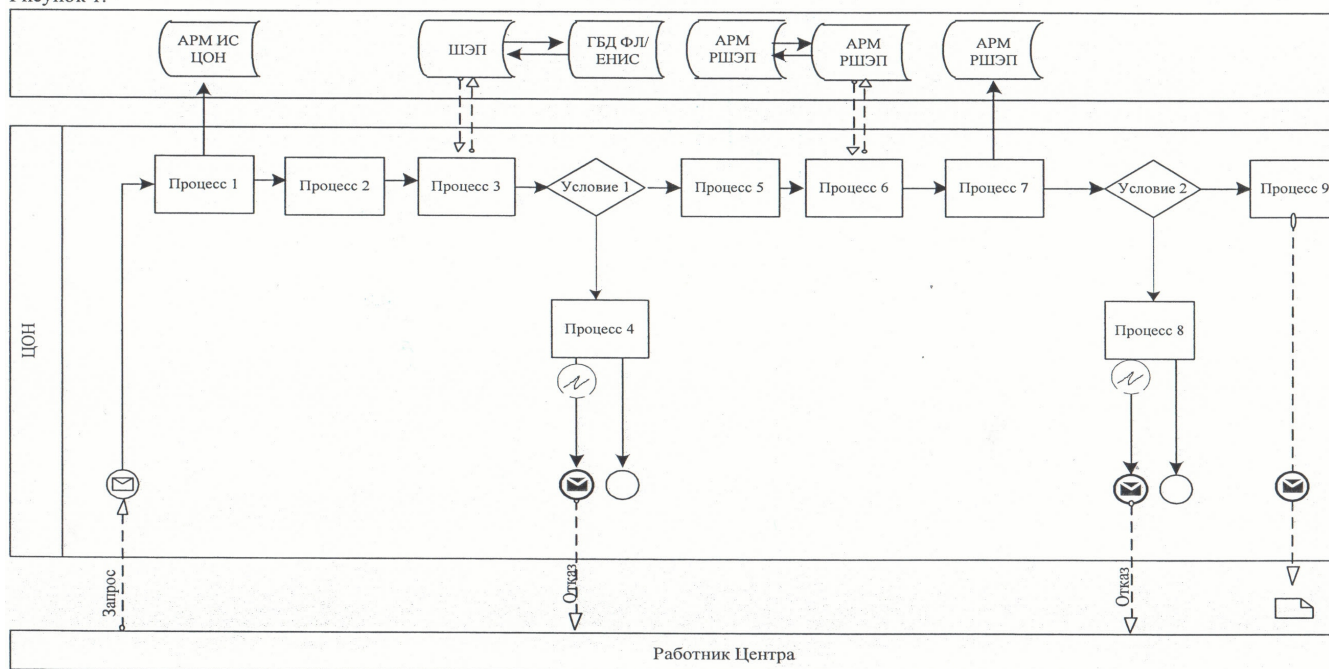 АРМ ИС
ЦОН
ШЭП
ГБД ФЛ/
ЕНИС
АРМ
РШЭП
АРМ
РШЭП
АРМ
РШЭП
Процесс 1
Процесс 2
Процесс 3
Условие 1
Процесс 5
Процесс 6
Процесс 7
Условие 2
Процесс 9
Процесс 4
Процесс 8
ЦОН
Запрос
Отказ
Отказ
Работник Центра